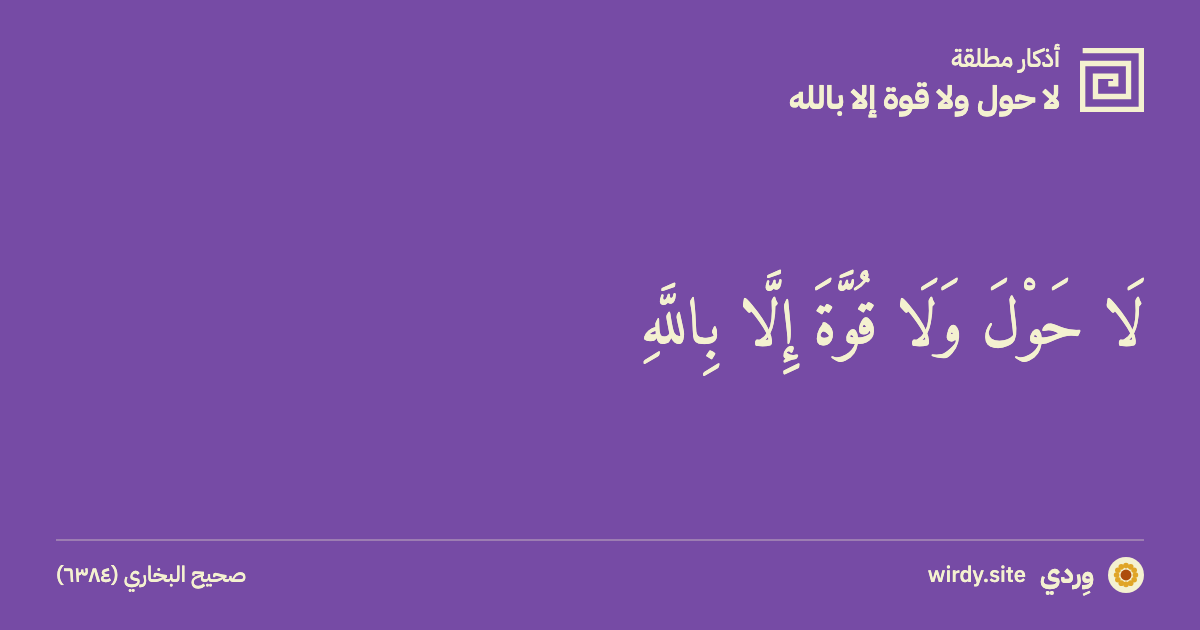 أذكار مطلقة
لا حول ولا قوة إلا بالله
لَا حَوْلَ وَلَا قُوَّةَ إِلَّا بِاللَّهِ
وِردي wirdy.site
صحيح البخاري (٦٣٨٤)